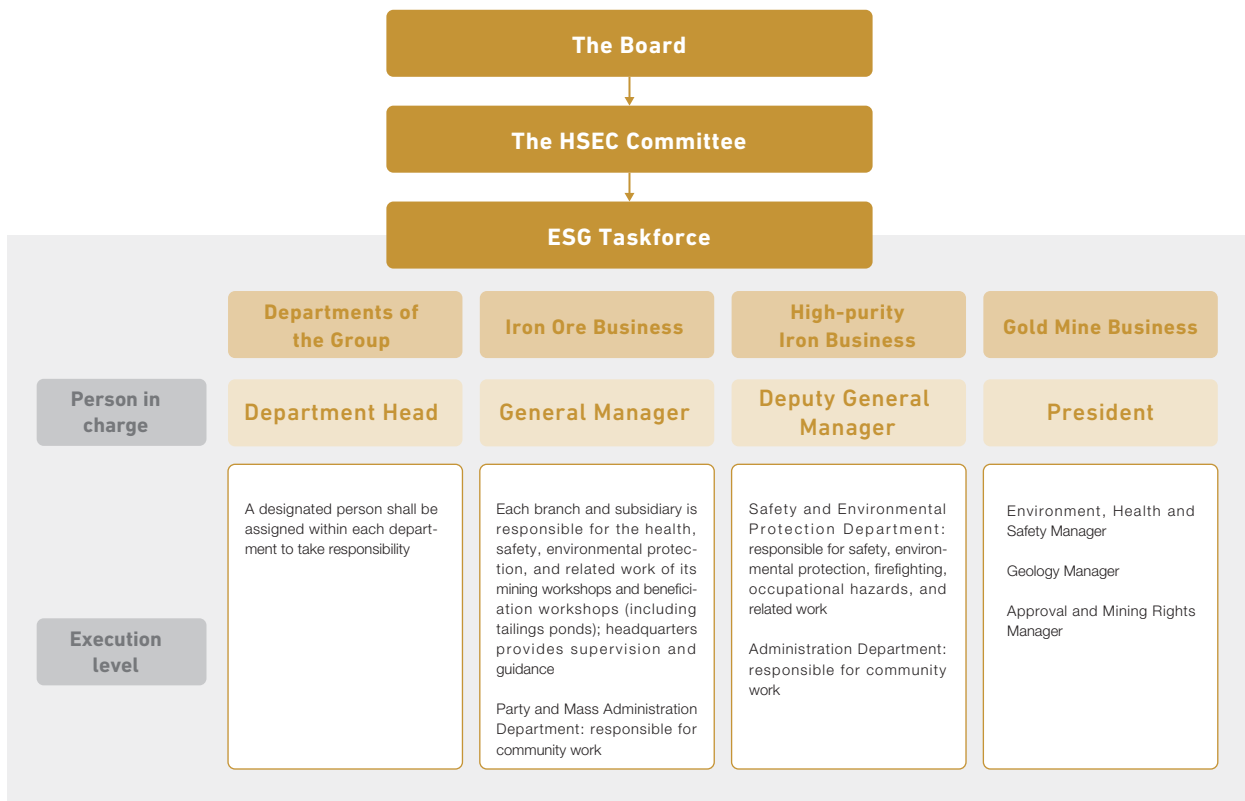 The Board
The HSEC Committee
ESG Taskforce
Departments of
the Group
Iron Ore Business
High-purity
Iron Business
Gold Mine Business
Person in
charge
Department Head
General Manager
Deputy General
Manager
President
Execution
level
A designated person shall be
assigned within each depart-
ment to take responsibility
Each branch and subsidiary is
responsible for the health,
safety, environmental protec-
tion, and related work of its
mining workshops and benefici-
ation workshops (including
tailings ponds); headquarters
provides supervision and
guidance
Party and Mass Administration
Department: responsible for
community work
Safety and Environmental
Protection Department:
responsible for safety, environ-
mental protection, firefighting,
occupational hazards, and
related work
Administration Department:
responsible for community
work
Environment, Health and
Safety Manager
Geology Manager
Approval and Mining Rights
Manager